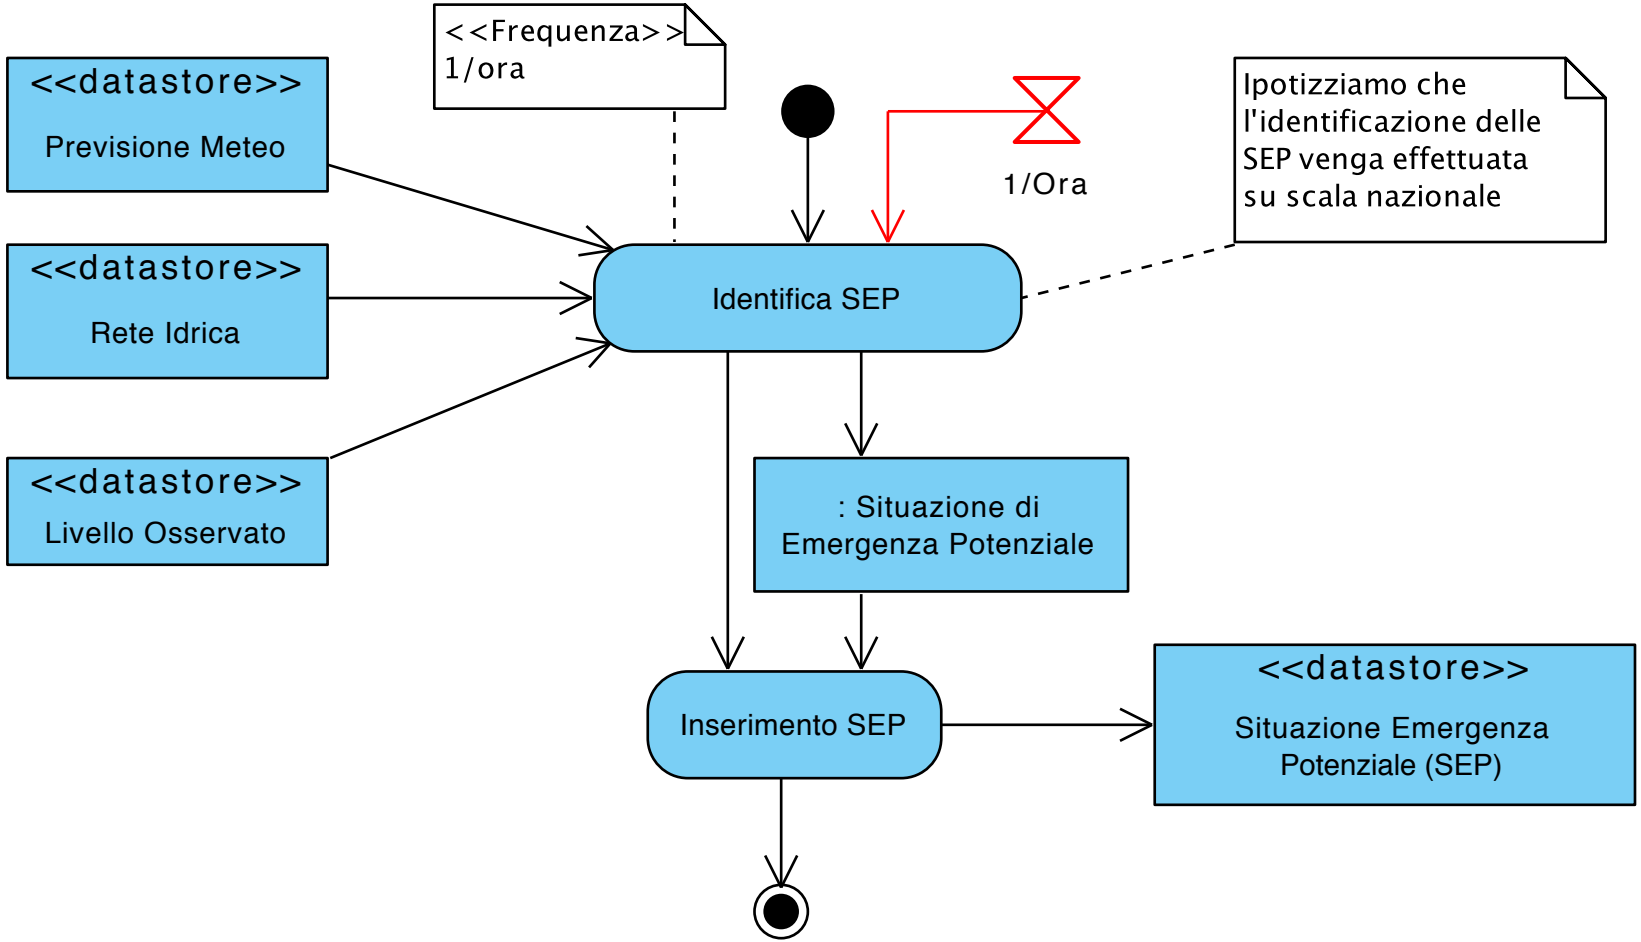 <<Frequenza>>
1/ora
<<datastore>>
Previsione Meteo
Ipotizziamo che
l'identificazione delle
SEP venga effettuata
su scala nazionale
1/Ora
<<datastore>>
Rete Idrica
Identifica SEP
<<datastore>>
Livello Osservato
: Situazione di
Emergenza Potenziale
<<datastore>>
Situazione Emergenza
Potenziale (SEP)
Inserimento SEP